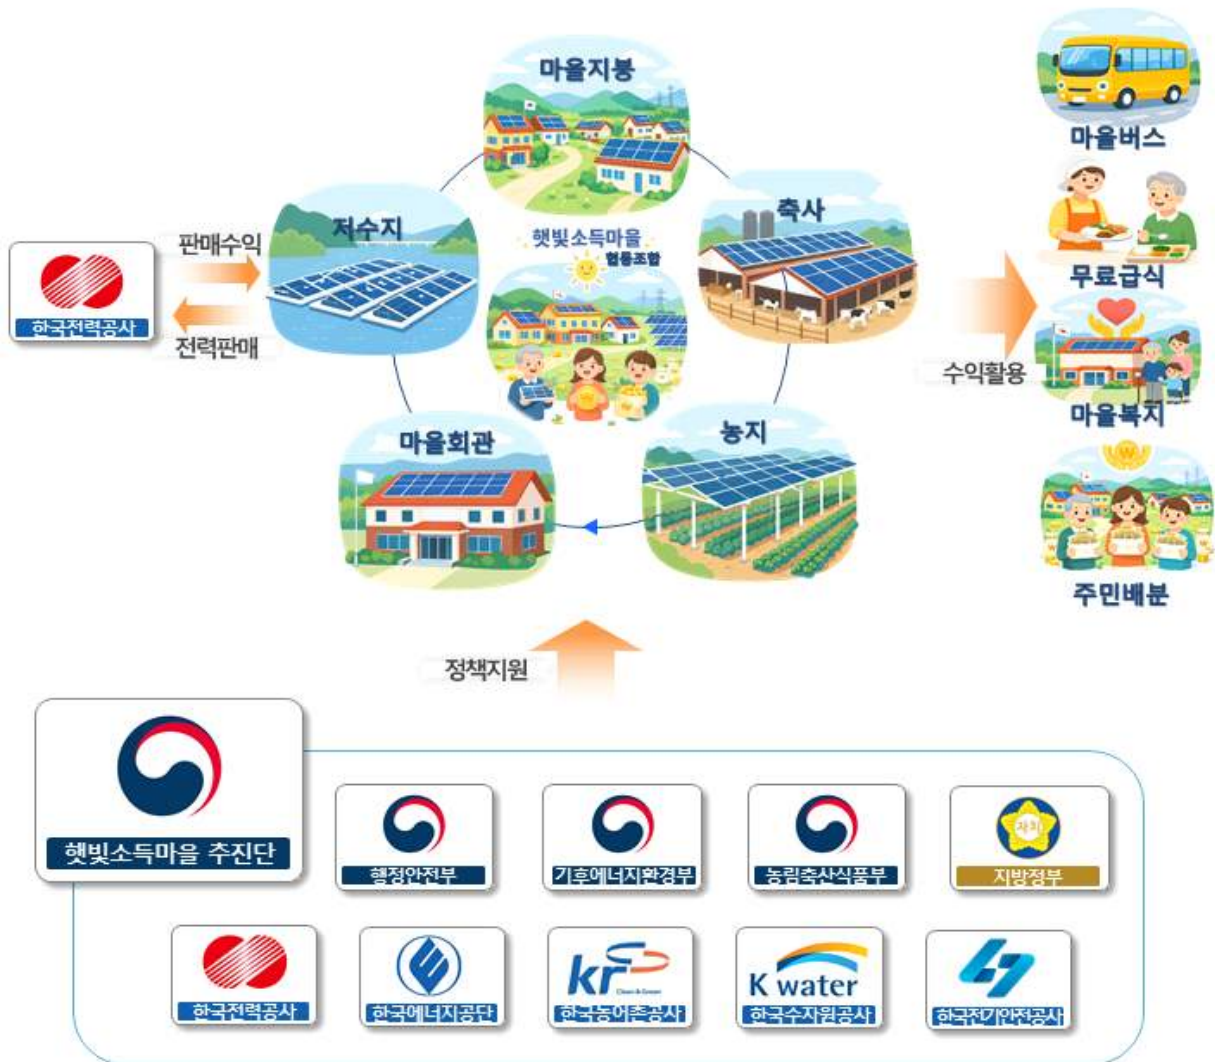 마을지붕
마을버스
저수지
축사
판매수익
햇빛소득마을
협동조합
한국전력공사
무료급식
전력판매
수익활용
마을복지
마을회관
농지
주민배분
정책지원
햇빛소득마을 추진단
행정안전부
기후에너지환경부
농림축산식품부
자치
지방정부
kr
Clean & Green
K water
한국전력공사
한국에너지공단
한국농어촌공사
한국수자원공사
한국전기안전공사